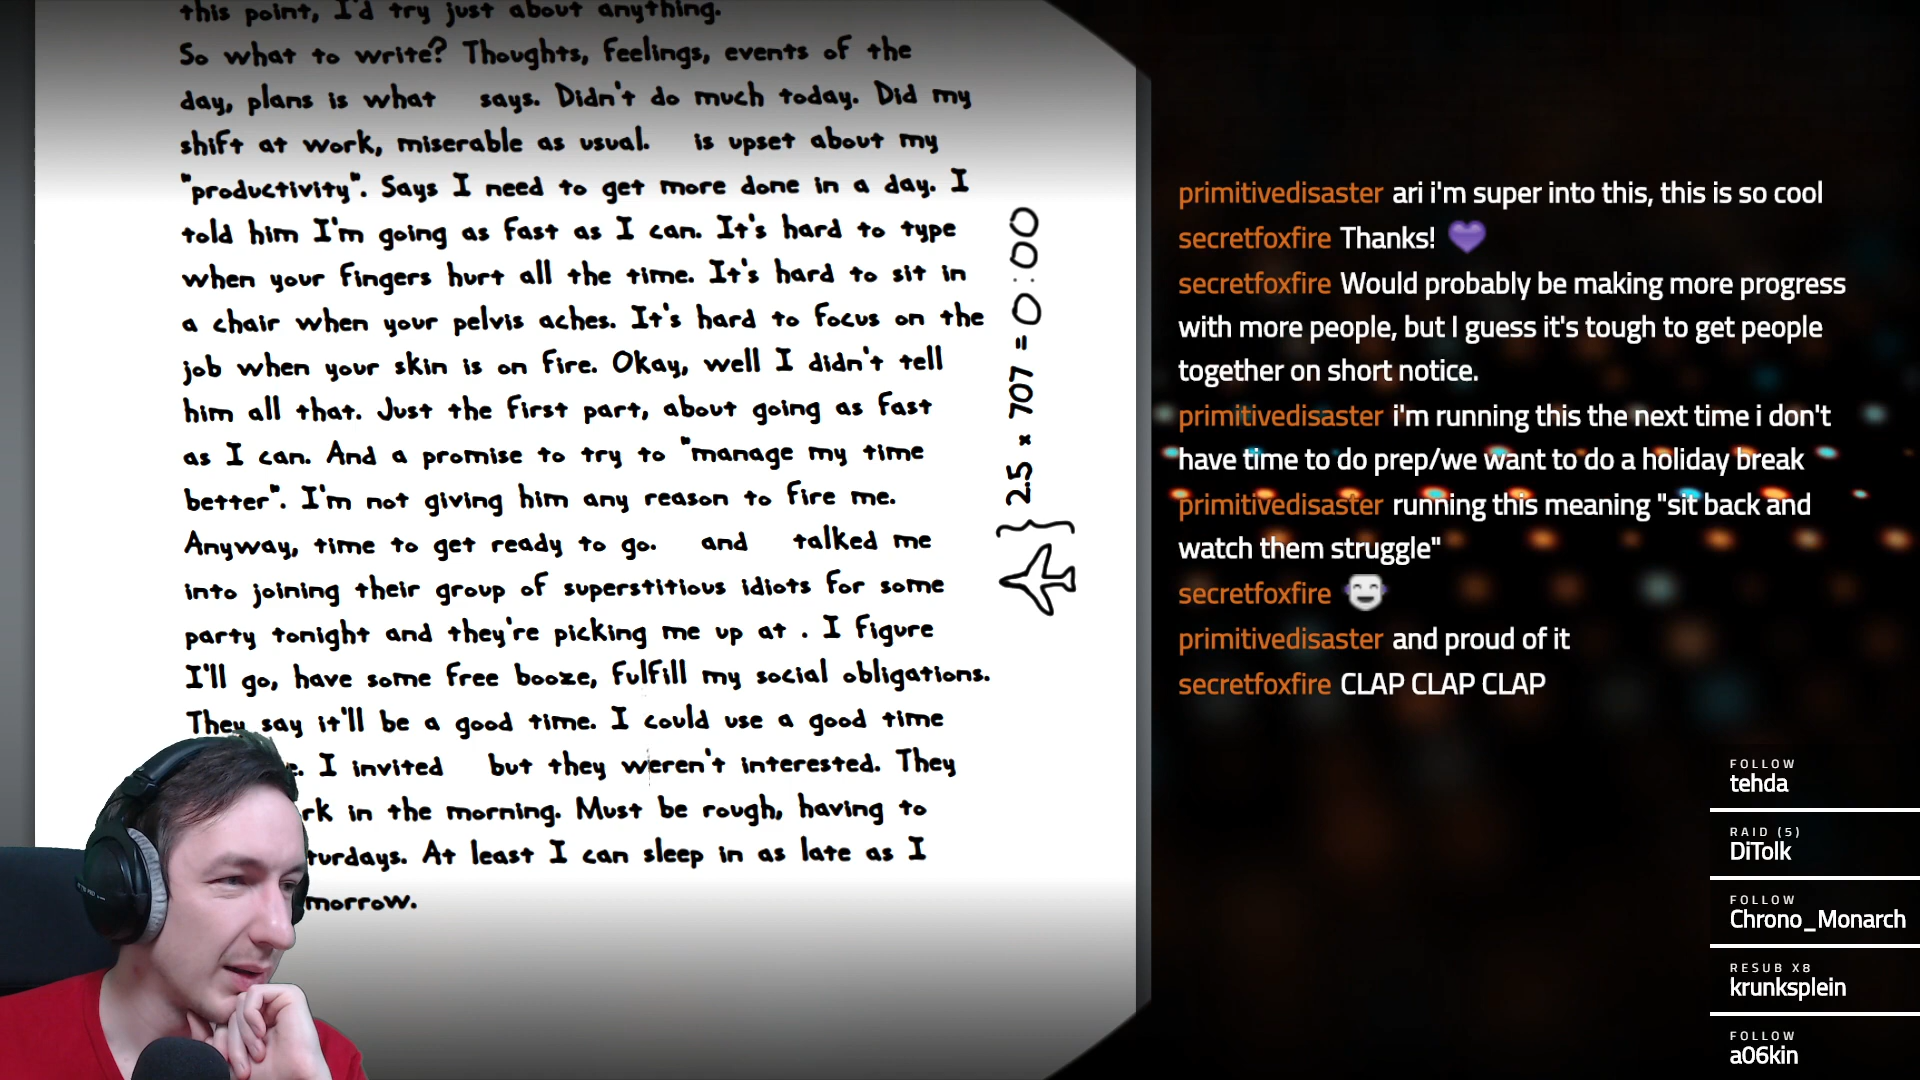 this point, I'd try just about anything.
So what to write? Thoughts, feelings, events of the
day, plans is what says. Didn't do much today. Did my
shift at work, miserable as usual. is upset about my
"productivity". Says I need to get more done in a day. I
told him I'm going as fast as I can. It's hard to type
when your fingers hurt all the time. It's hard to sit in
a chair when your pelvis aches. It's hard to focus on the
job when your skin is on fire. Okay, well I didn't tell
him all that. Just the first part, about going as fast
as I can. And a promise to try to "manage my time
better". I'm not giving him any reason to fire me.
Anyway, time to get ready to go. and talked me
into joining their group of superstitious idiots for some
party tonight and they're picking me up at . I figure
I'll go, have some free booze, fulfill my social obligations.
They say it'll be a good time. I could use a good time
I invited but they weren't interested. They
in the morning. Must be rough, having to
At least I can sleep in as late as I
2.5 × 707 = 0:00
primitivedisaster ari i'm super into this, this is so cool
secretfoxfire Thanks! 💜
secretfoxfire Would probably be making more progress
with more people, but I guess it's tough to get people
together on short notice.
primitivedisaster i'm running this the next time i don't
have time to do prep/we want to do a holiday break
primitivedisaster running this meaning "sit back and
watch them struggle"
secretfoxfire
primitivedisaster and proud of it
secretfoxfire CLAP CLAP CLAP
FOLLOW
tehda
RAID (5)
DiTolk
FOLLOW
Chrono_Monarch
RESUB X8
krunksplein
FOLLOW
a06kin